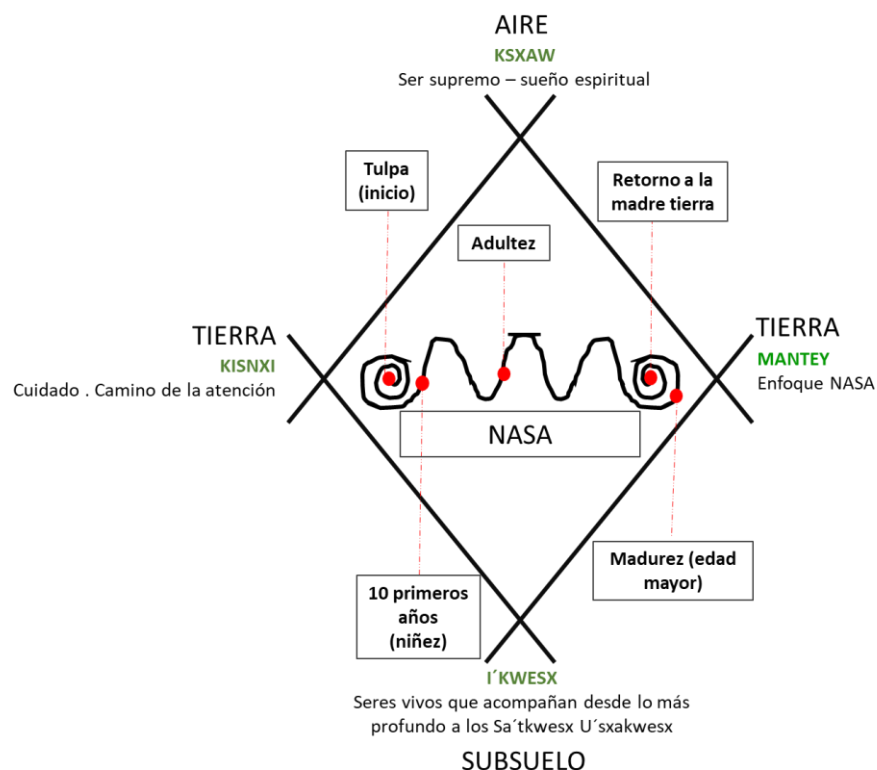 AIRE
KSXAW
Ser supremo – sueño espiritual
Tulpa
(inicio)
Retorno a la
madre tierra
Adultez
TIERRA
KISNXI
Cuidado . Camino de la atención
TIERRA
MANTEY
Enfoque NASA
NASA
10 primeros
años
(niñez)
Madurez (edad
mayor)
I´KWESX
Seres vivos que acompañan desde lo más
profundo a los Sa´tkwesx U´sxakwesx
SUBSUELO